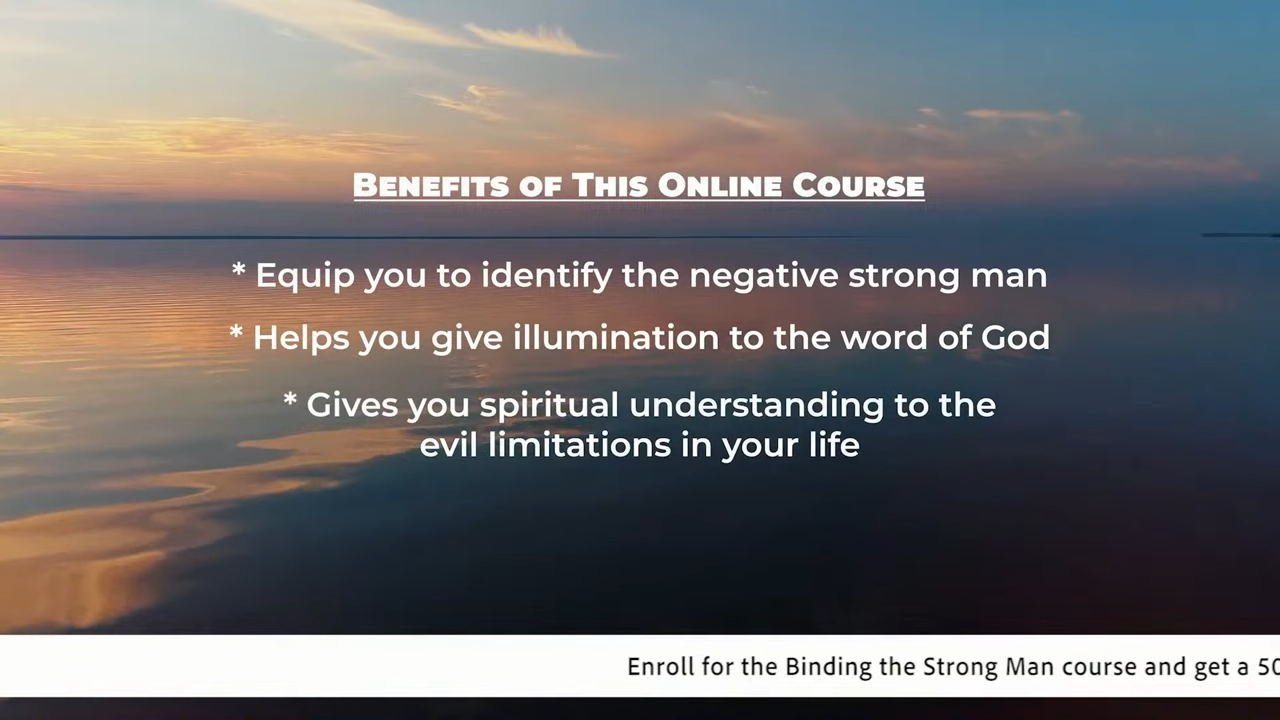 Benefits of This Online Course
* Equip you to identify the negative strong man
* Helps you give illumination to the word of God
* Gives you spiritual understanding to the
evil limitations in your life
Enroll for the Binding the Strong Man course and get a 50